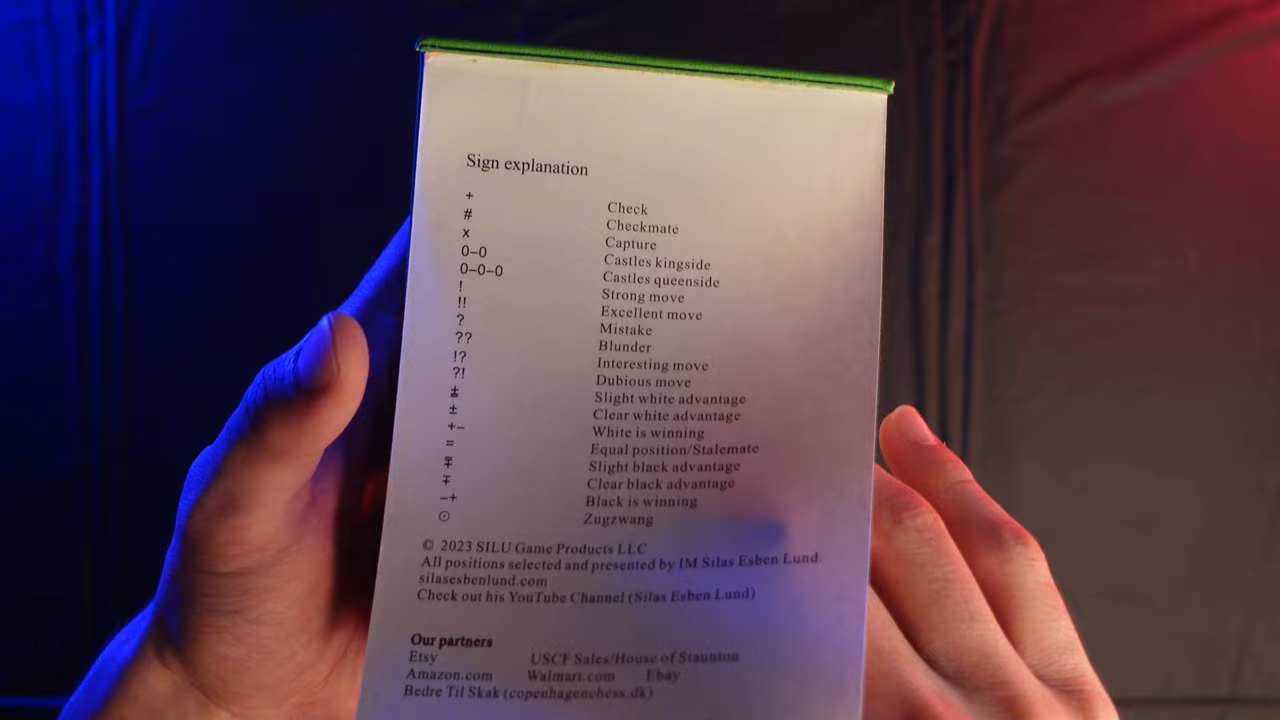 Sign explanation
+ Check
# Checkmate
x Capture
0–0 Castles kingside
0–0–0 Castles queenside
! Strong move
!! Excellent move
? Mistake
?? Blunder
!? Interesting move
?! Dubious move
⩲ Slight white advantage
± Clear white advantage
+– White is winning
= Equal position/Stalemate
⩱ Slight black advantage
∓ Clear black advantage
–+ Black is winning
⊙ Zugzwang
© 2023 SILU Game Products LLC
All positions selected and presented by IM Silas Esben Lund.
silasesbenlund.com
Check out his YouTube Channel (Silas Esben Lund)
Our partners
Etsy USCF Sales/House of Staunton
Amazon.com Walmart.com Ebay
Bedre Til Skak (copenhagenchess.dk)